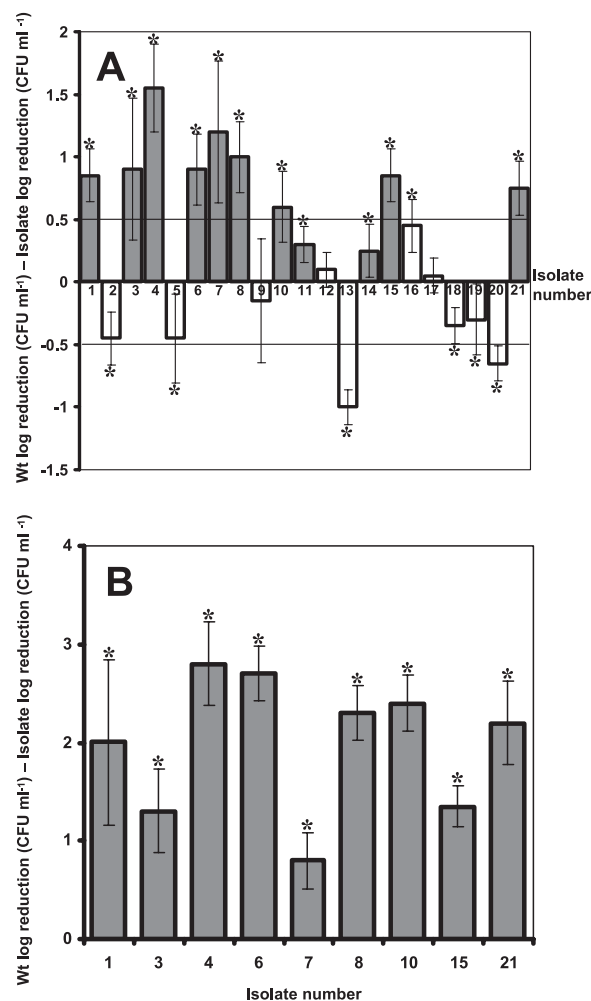 Wt log reduction (CFU ml⁻¹) – Isolate log reduction (CFU ml ⁻¹)
A
2
1.5
1
0.5
0
-0.5
-1
-1.5
* * * * * * * * * * * * * * * * * *
1 2 3 4 5 6 7 8 9 10 11 12 13 14 15 16 17 18 19 20 21
Isolate
number
Wt log reduction (CFU ml⁻¹) – Isolate log reduction (CFU ml ⁻¹)
B
4
3
2
1
0
* * * * * * * * *
1 3 4 6 7 8 10 15 21
Isolate number